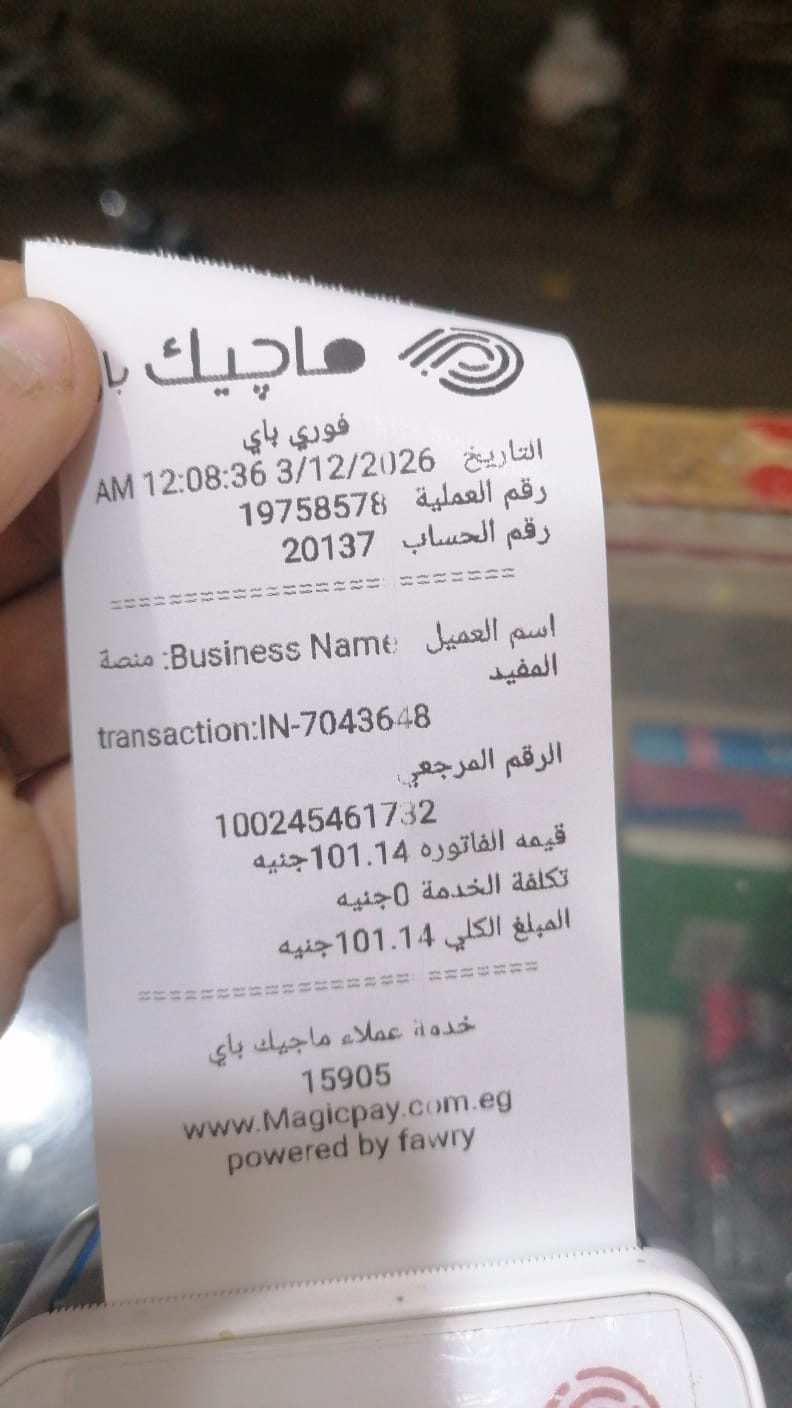 ماچيك با
فوري باي
التاريخ 3/12/2026 12:08:36 AM
رقم العملية 19758578
رقم الحساب 20137
================ =======
اسم العميل Business Name: منصة
المفيد
transaction:IN-7043648
الرقم المرجعي
100245461732
قيمه الفاتوره 101.14جنيه
تكلفة الخدمة 0جنيه
المبلغ الكلي 101.14جنيه
================ =======
خدمة عملاء ماجيك باي
15905
www.Magicpay.com.eg
powered by fawry